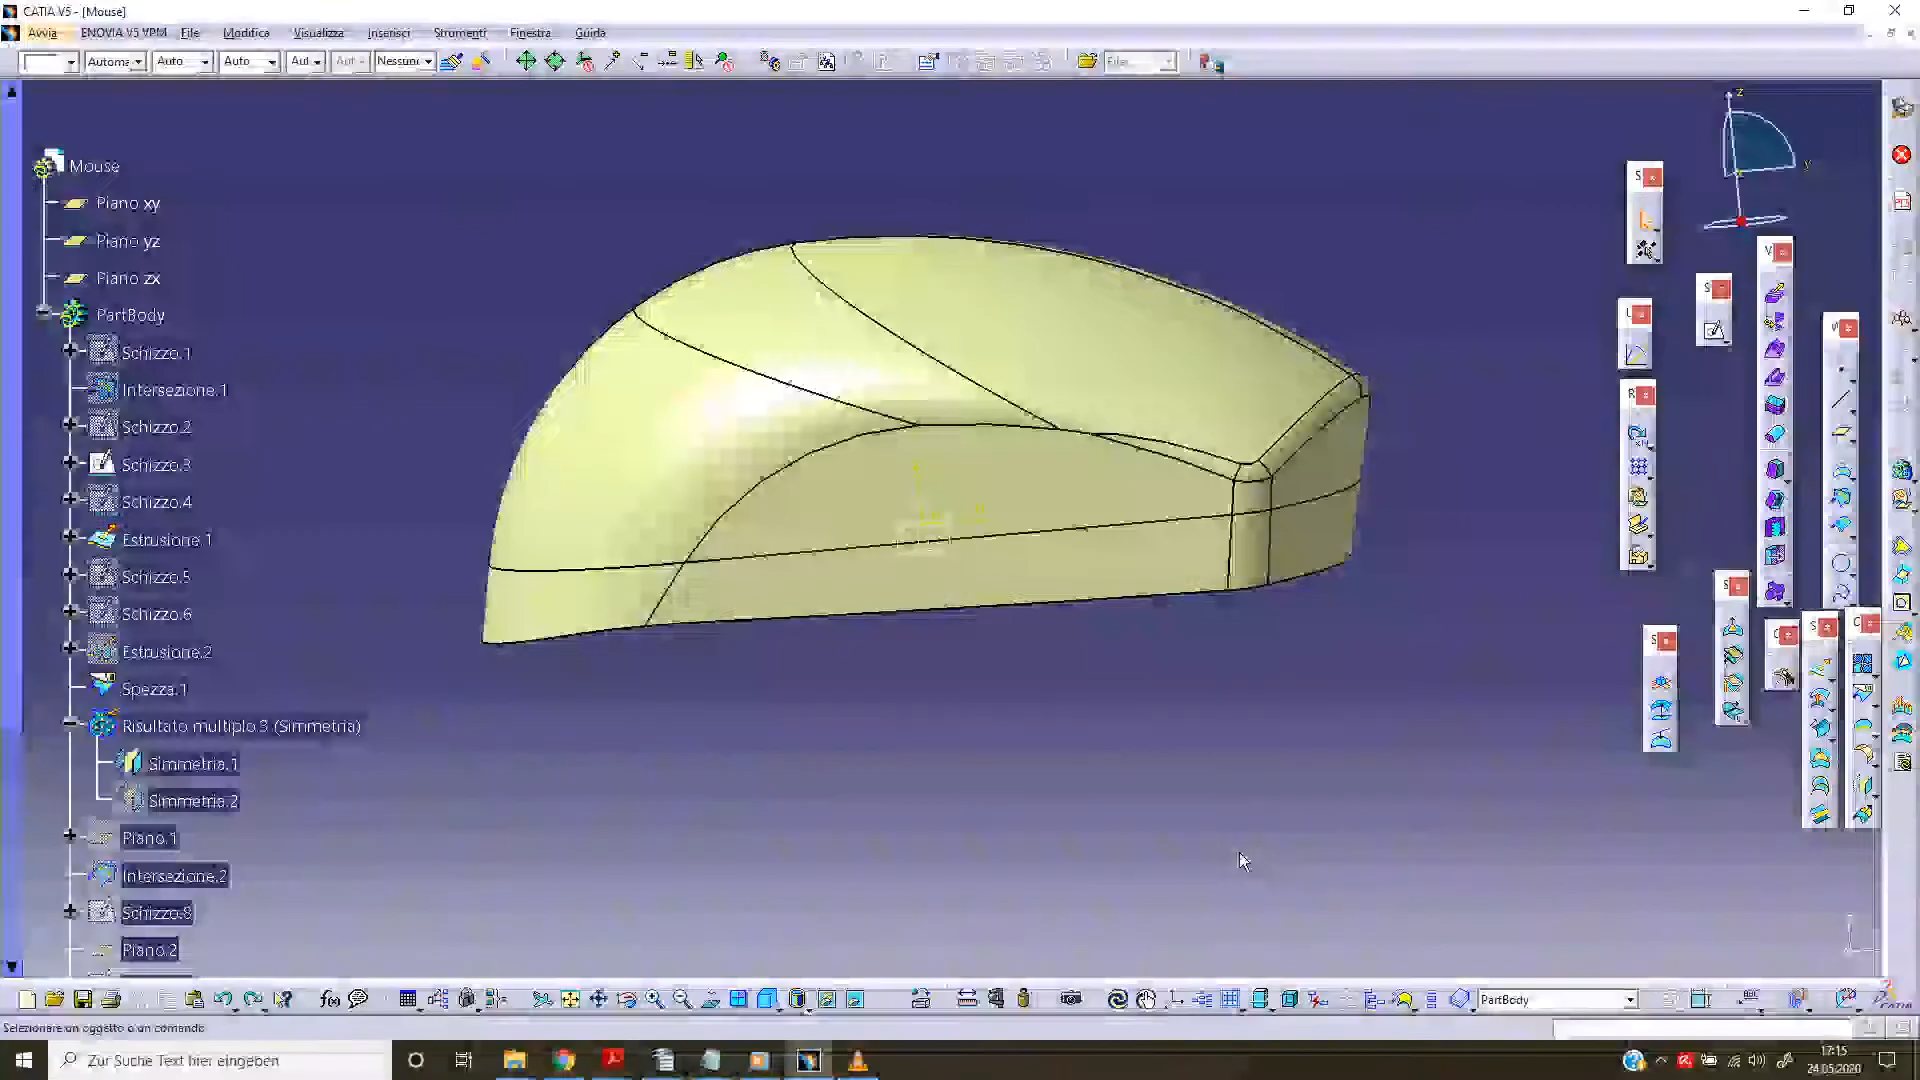 CATIA V5 - [Mouse]
Avvia ENOVIA V5 VPM File Modifica Visualizza Inserisci Strumenti Finestra Guida
Automa Auto Auto Aut Aut Nessuno
z
y
S
V
S
L
V
R
S
S
C
S
C
Mouse
Piano xy
Piano yz
Piano zx
PartBody
Schizzo.1
Intersezione.1
Schizzo.2
Schizzo.3
Schizzo.4
Estrusione.1
Schizzo.5
Schizzo.6
Estrusione.2
Spezza.1
Risultato multiplo.3 (Simmetria)
Simmetria.1
Simmetria.2
Piano.1
Intersezione.2
Schizzo.8
Piano.2
f(x)
PartBody
CATIA
Selezionare un oggetto o un comando
Zur Suche Text hier eingeben
17:15
24.05.2020